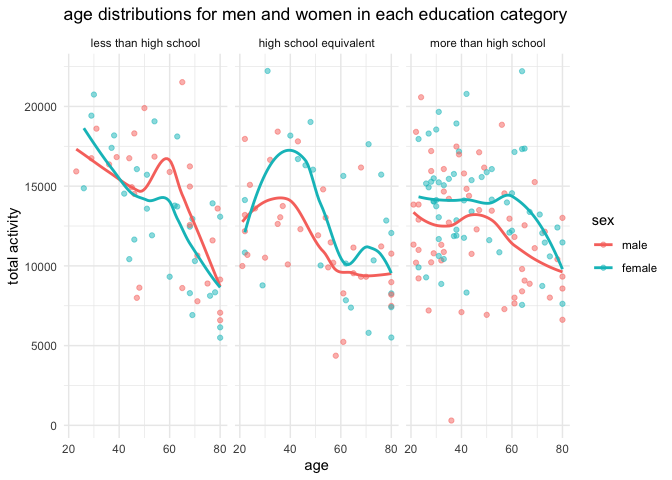 age distributions for men and women in each education category
less than high school
high school equivalent
more than high school
total activity
20000
15000
10000
5000
0
20 40 60 80
20 40 60 80
20 40 60 80
age
sex
male
female